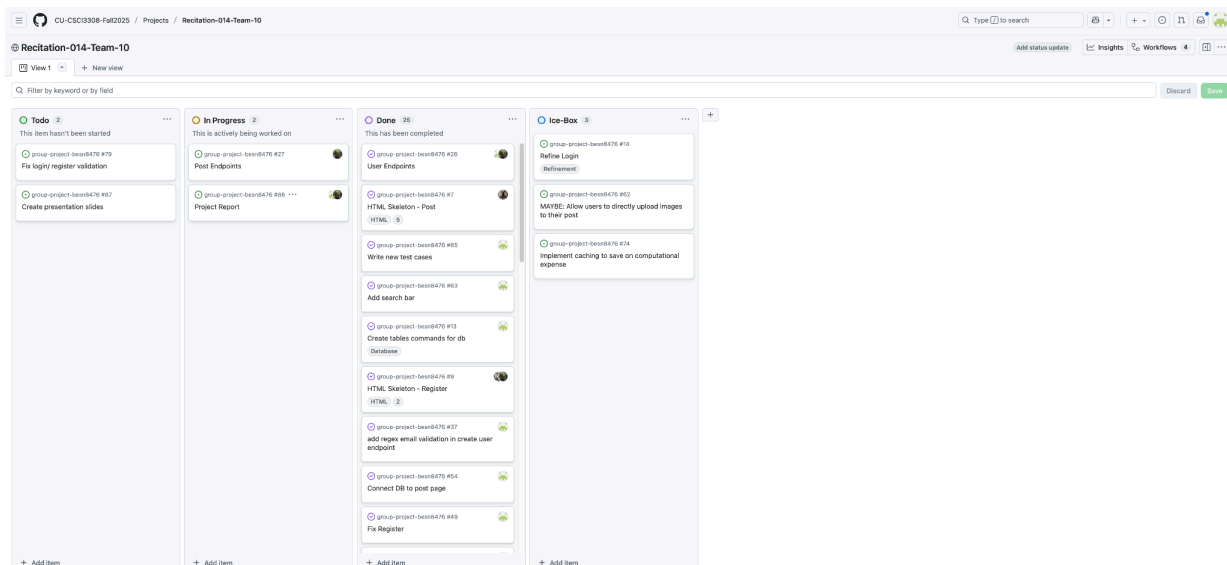 CU-CSCI3308-Fall2025 / Projects / Recitation-014-Team-10
Type / to search
Recitation-014-Team-10
Add status update
Insights
Workflows 4
View 1
+ New view
Filter by keyword or by field
Discard
Save
Todo 2
This item hasn't been started
group-project-besn8476 #79
Fix login/ register validation
group-project-besn8476 #87
Create presentation slides
+ Add item
In Progress 2
This is actively being worked on
group-project-besn8476 #27
Post Endpoints
group-project-besn8476 #88
Project Report
+ Add item
Done 25
This has been completed
group-project-besn8476 #26
User Endpoints
group-project-besn8476 #7
HTML Skeleton - Post
HTML 5
group-project-besn8476 #85
Write new test cases
group-project-besn8476 #63
Add search bar
group-project-besn8476 #13
Create tables commands for db
Database
group-project-besn8476 #9
HTML Skeleton - Register
HTML 2
group-project-besn8476 #37
add regex email validation in create user
endpoint
group-project-besn8476 #54
Connect DB to post page
group-project-besn8476 #49
Fix Register
+ Add item
Ice-Box 3
group-project-besn8476 #14
Refine Login
Refinement
group-project-besn8476 #62
MAYBE: Allow users to directly upload images
to their post
group-project-besn8476 #74
Implement caching to save on computational
expense
+ Add item